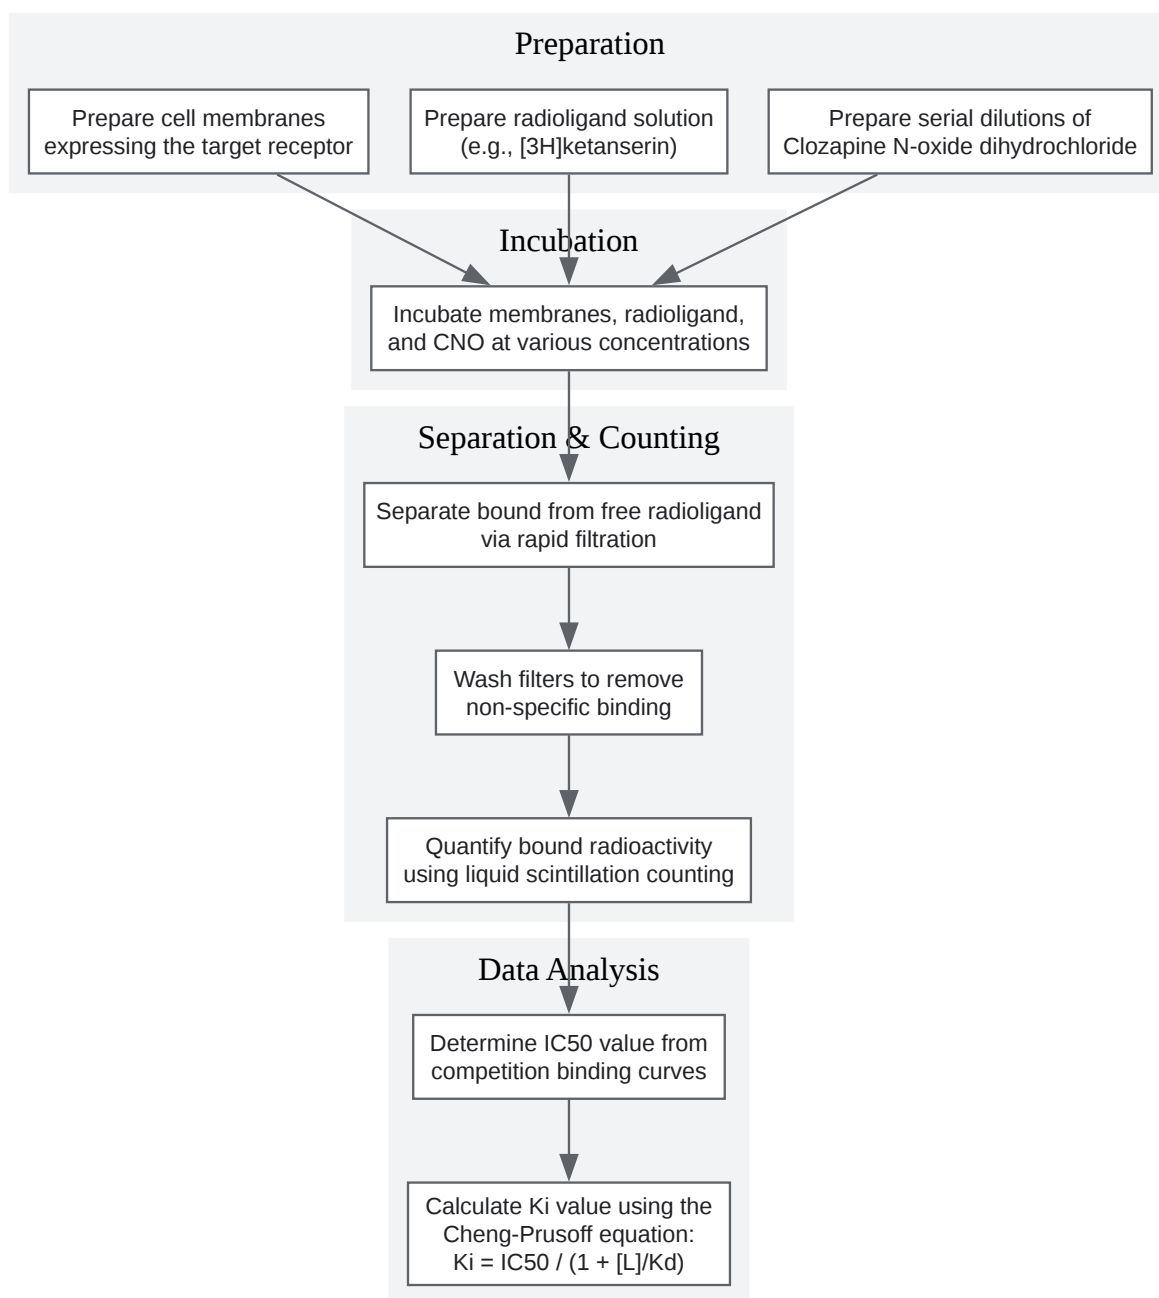 Preparation
Prepare cell membranes
expressing the target receptor
Prepare radioligand solution
(e.g., [3H]ketanserin)
Prepare serial dilutions of
Clozapine N-oxide dihydrochloride
Incubation
Incubate membranes, radioligand,
and CNO at various concentrations
Separation & Counting
Separate bound from free radioligand
via rapid filtration
Wash filters to remove
non-specific binding
Quantify bound radioactivity
using liquid scintillation counting
Data Analysis
Determine IC50 value from
competition binding curves
Calculate Ki value using the
Cheng-Prusoff equation:
Ki = IC50 / (1 + [L]/Kd)